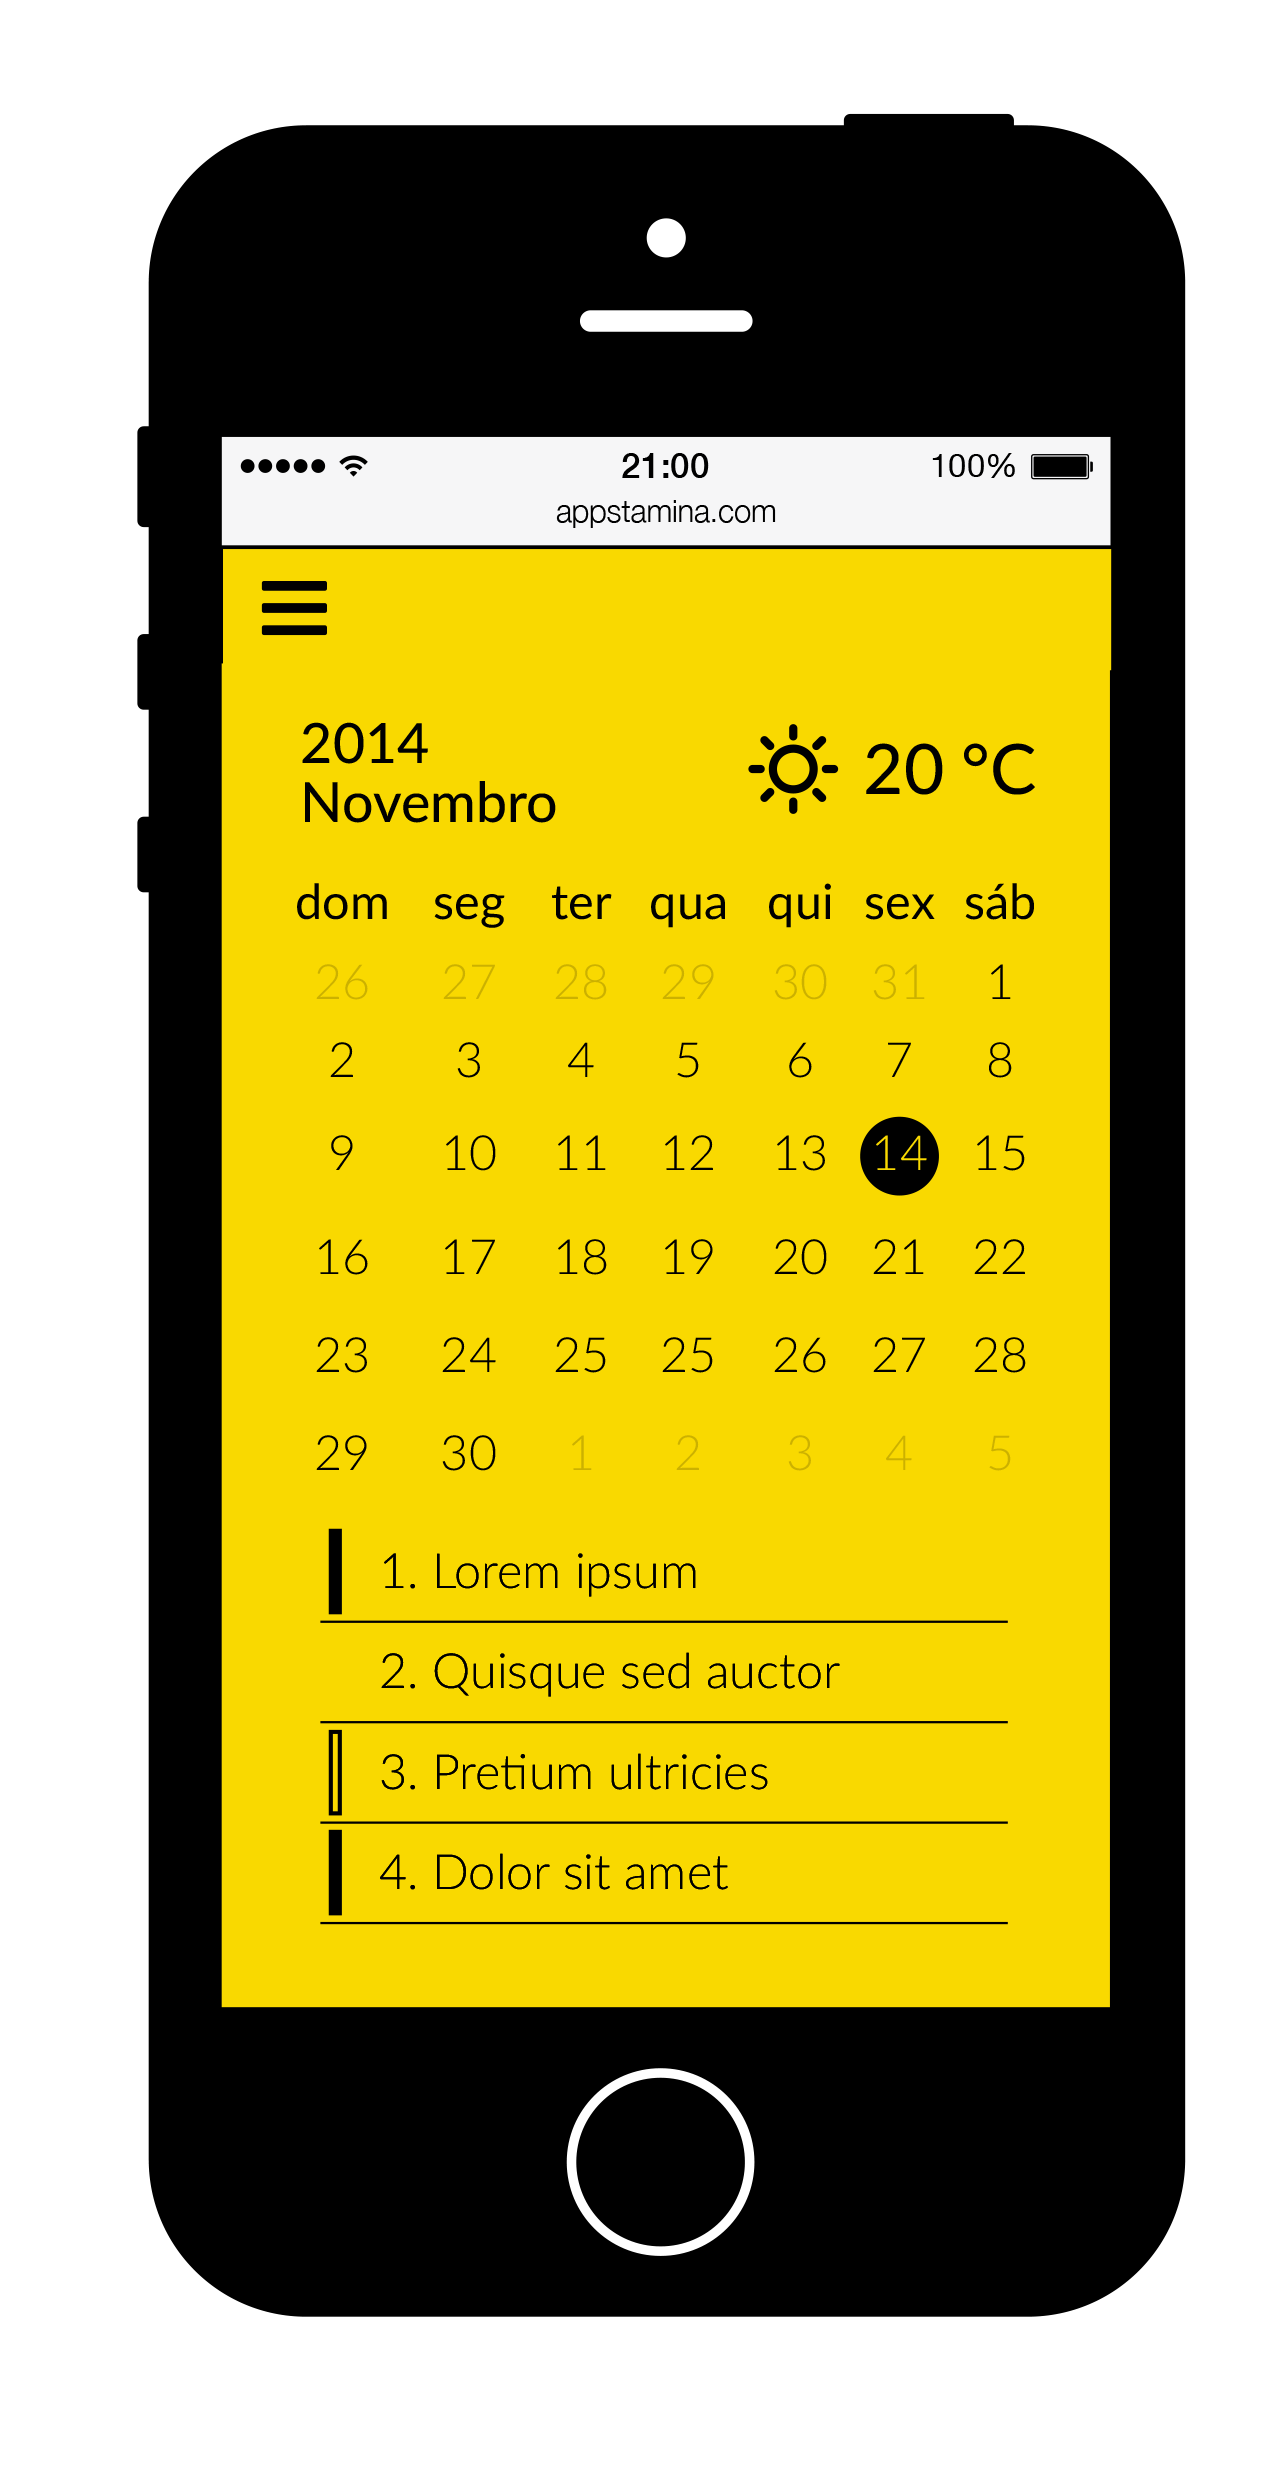 21:00 100%
appstamina.com
2014
Novembro
20 °C
dom seg ter qua qui sex sáb
26 27 28 29 30 31 1
2 3 4 5 6 7 8
9 10 11 12 13 14 15
16 17 18 19 20 21 22
23 24 25 25 26 27 28
29 30 1 2 3 4 5
1. Lorem ipsum
2. Quisque sed auctor
3. Pretium ultricies
4. Dolor sit amet